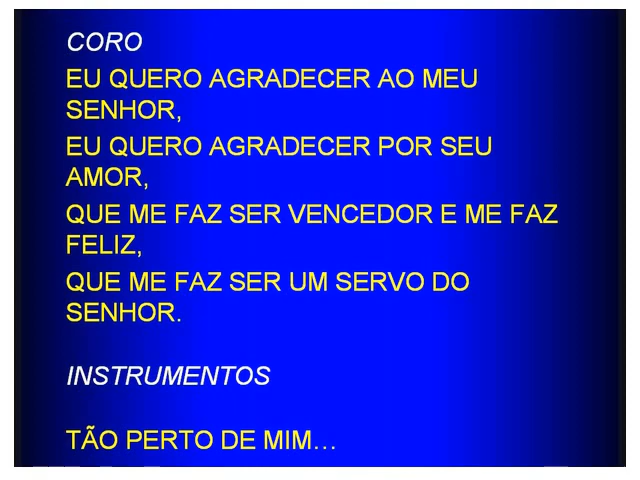 CORO
EU QUERO AGRADECER AO MEU
SENHOR,
EU QUERO AGRADECER POR SEU
AMOR,
QUE ME FAZ SER VENCEDOR E ME FAZ
FELIZ,
QUE ME FAZ SER UM SERVO DO
SENHOR.
INSTRUMENTOS
TÃO PERTO DE MIM...